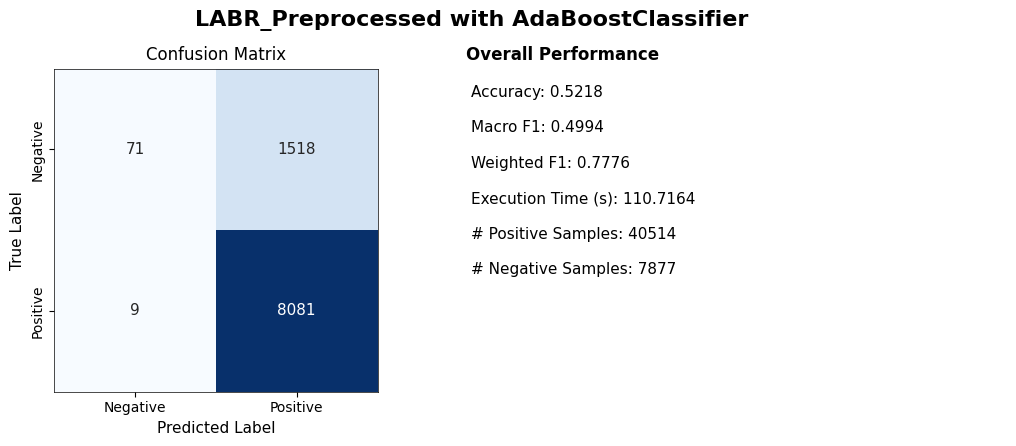 LABR_Preprocessed with AdaBoostClassifier
Confusion Matrix
True Label
Negative
Positive
71
1518
9
8081
Negative
Positive
Predicted Label
Overall Performance
Accuracy: 0.5218
Macro F1: 0.4994
Weighted F1: 0.7776
Execution Time (s): 110.7164
# Positive Samples: 40514
# Negative Samples: 7877